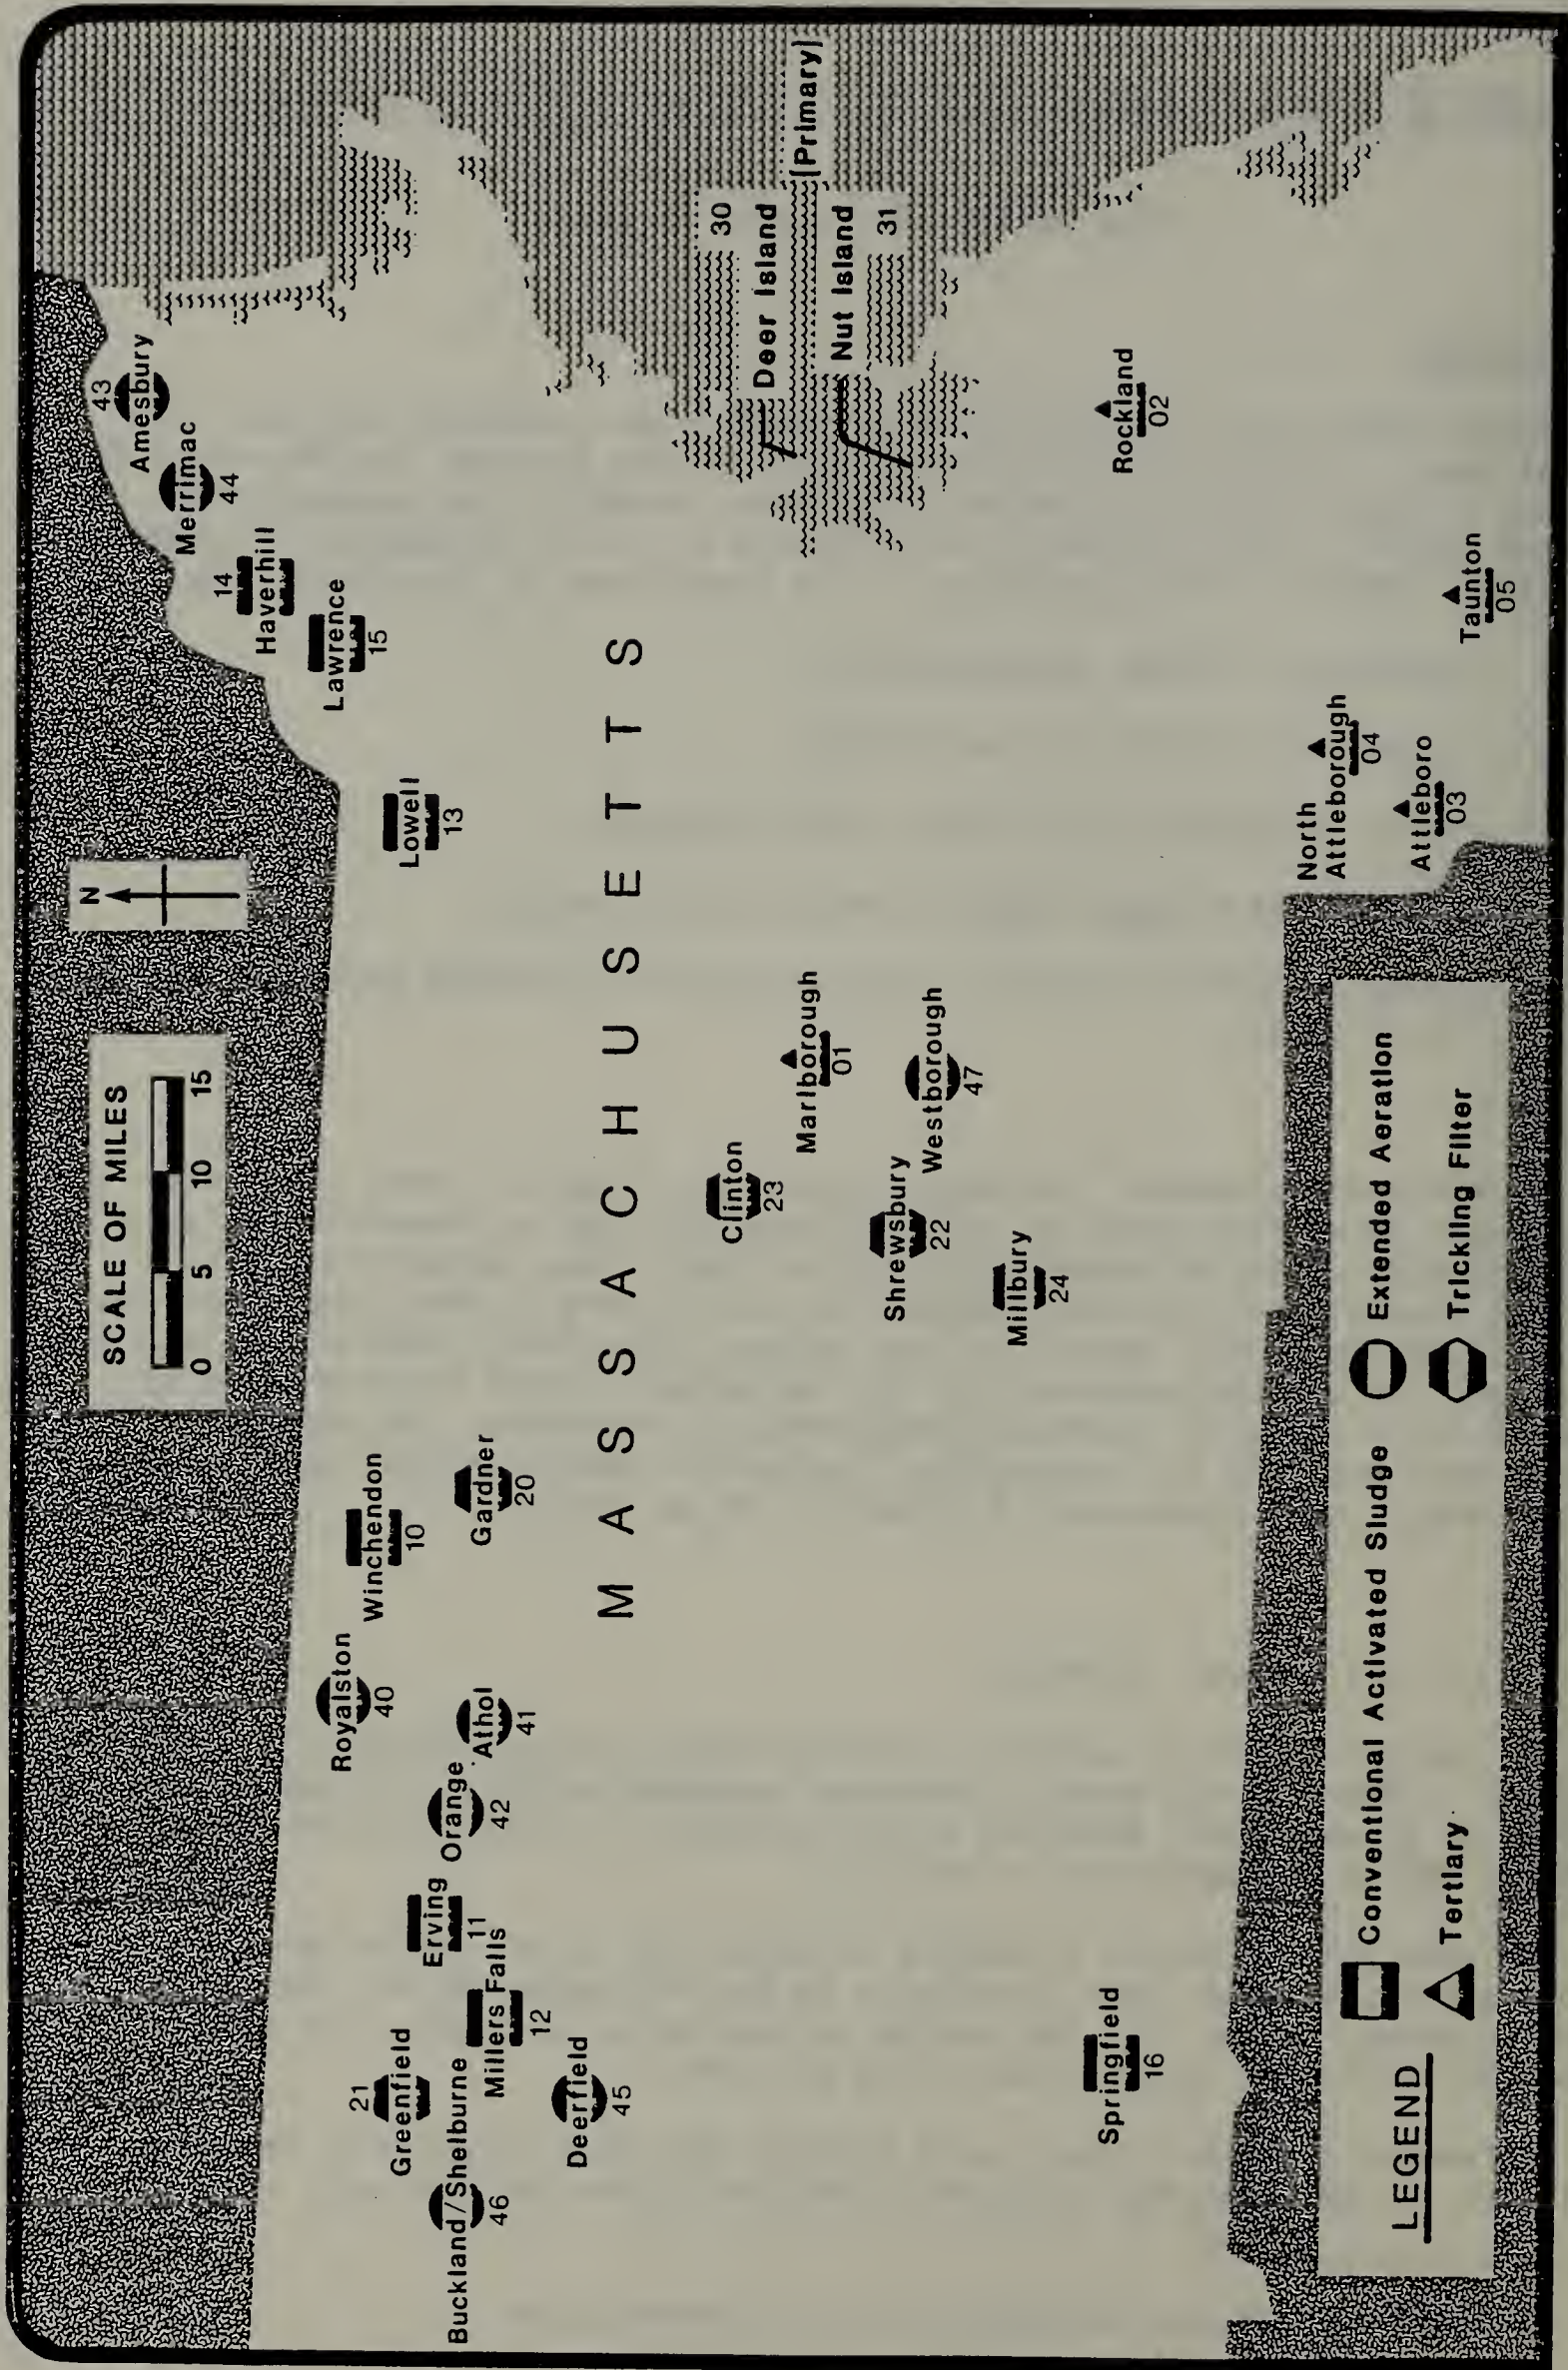 N
SCALE OF MILES
0 5 10 15
43
Amesbury
Merrimac
44
14
Haverhill
Lawrence
15
Lowell
13
Royalston
40
Winchendon
10
21
Greenfield
Buckland/Shelburne
46
Erving
11
Millers Falls
12
Orange
42
Athol
41
Gardner
20
Deerfield
45
MASSACHUSETTS
30
Deer Island
[Primary]
Nut Island
31
Clinton
23
Marlborough
01
Shrewsbury
22
Westborough
47
Millbury
24
Springfield
16
Rockland
02
North
Attleborough
04
Attleboro
03
Taunton
05
LEGEND
Conventional Activated Sludge
Extended Aeration
Tertiary
Trickling Filter